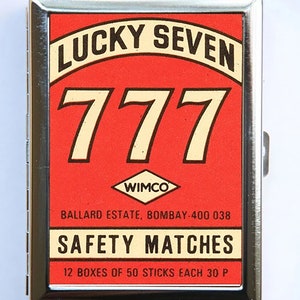 LUCKY SEVEN
777
WIMCO
BALLARD ESTATE, BOMBAY-400 038
SAFETY MATCHES
12 BOXES OF 50 STICKS EACH 30 P